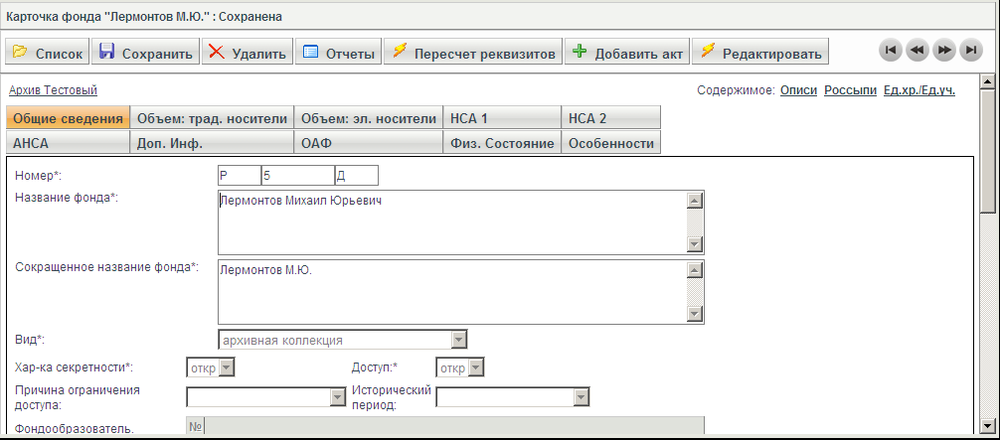 Карточка фонда "Лермонтов М.Ю." : Сохранена
Список Сохранить Удалить Отчеты Пересчет реквизитов Добавить акт Редактировать
Архив Тестовый Содержимое: Описи Россыпи Ед.хр./Ед.уч.
Общие сведения Объем: трад. носители Объем: эл. носители НСА 1 НСА 2
АНСА Доп. Инф. ОАФ Физ. Состояние Особенности
Номер*: Р 5 Д
Название фонда*: Лермонтов Михаил Юрьевич
Сокращенное название фонда*: Лермонтов М.Ю.
Вид*: архивная коллекция
Хар-ка секретности*: откр Доступ:* откр
Причина ограничения Исторический
доступа: период:
Фондообразователь. №